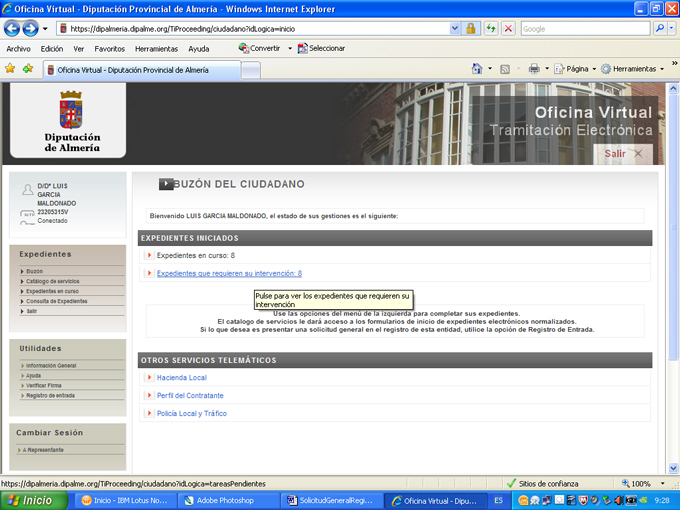 Oficina Virtual - Diputación Provincial de Almería - Windows Internet Explorer
https://dipalmeria.dipalme.org/TiProceeding/ciudadano?idLogica=inicio
Google
Archivo Edición Ver Favoritos Herramientas Ayuda
Convertir
Seleccionar
Oficina Virtual - Diputación Provincial de Almería
Página
Herramientas
Diputación
de Almería
Oficina Virtual
Tramitación Electrónica
Salir
D/Dª LUIS
GARCIA
MALDONADO
23205315V
Conectado
Expedientes
Buzón
Catálogo de servicios
Expedientes en curso
Consulta de Expedientes
Salir
Utilidades
Información General
Ayuda
Verificar Firma
Registro de entrada
Cambiar Sesión
A Representante
BUZÓN DEL CIUDADANO
Bienvenido LUIS GARCIA MALDONADO, el estado de sus gestiones es el siguiente:
EXPEDIENTES INICIADOS
Expedientes en curso: 8
Expedientes que requieren su intervención: 8
Pulse para ver los expedientes que requieren su
intervención
Use las opciones del menú de la izquierda para completar sus expedientes.
El catalogo de servicios le dará acceso a los formularios de inicio de expedientes electrónicos normalizados.
Si lo que desea es presentar una solicitud general en el registro de esta entidad, utilice la opción de Registro de Entrada.
OTROS SERVICIOS TELEMÁTICOS
Hacienda Local
Perfil del Contratante
Policía Local y Tráfico
https://dipalmeria.dipalme.org/TiProceeding/ciudadano?idLogica=tareasPendientes
Sitios de confianza
100%
Inicio
Inicio - IBM Lotus No...
Adobe Photoshop
SolicitudGeneralRegi...
Oficina Virtual - Dipu...
ES
9:28